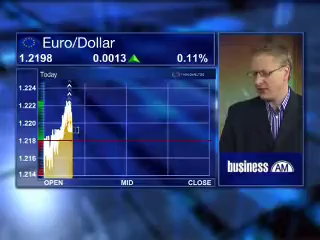 Euro/Dollar
1.2198 0.0013 0.11%
Today
1.224
1.222
1.220
1.218
1.216
1.214
OPEN MID CLOSE
business AM